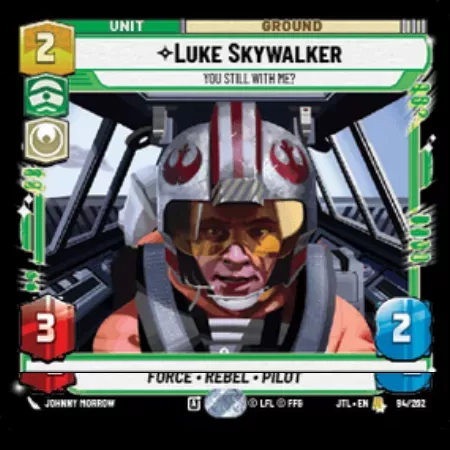 UNIT
GROUND
2
LUKE SKYWALKER
YOU STILL WITH ME?
3
2
FORCE • REBEL • PILOT
JOHNNY MORROW
A
© LFL © FFG
JTL • EN
94/262